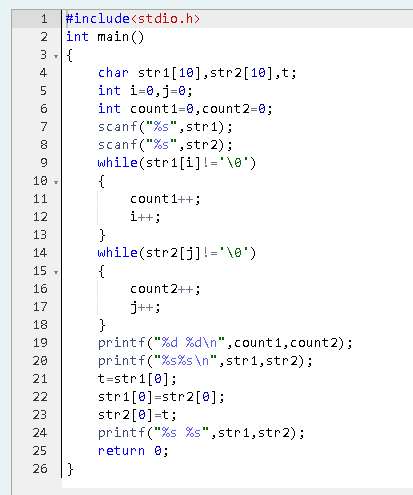 1 #include<stdio.h>
2 int main()
3 {
4 char str1[10],str2[10],t;
5 int i=0,j=0;
6 int count1=0,count2=0;
7 scanf("%s",str1);
8 scanf("%s",str2);
9 while(str1[i]!='\0')
10 {
11 count1++;
12 i++;
13 }
14 while(str2[j]!='\0')
15 {
16 count2++;
17 j++;
18 }
19 printf("%d %d\n",count1,count2);
20 printf("%s%s\n",str1,str2);
21 t=str1[0];
22 str1[0]=str2[0];
23 str2[0]=t;
24 printf("%s %s",str1,str2);
25 return 0;
26 }